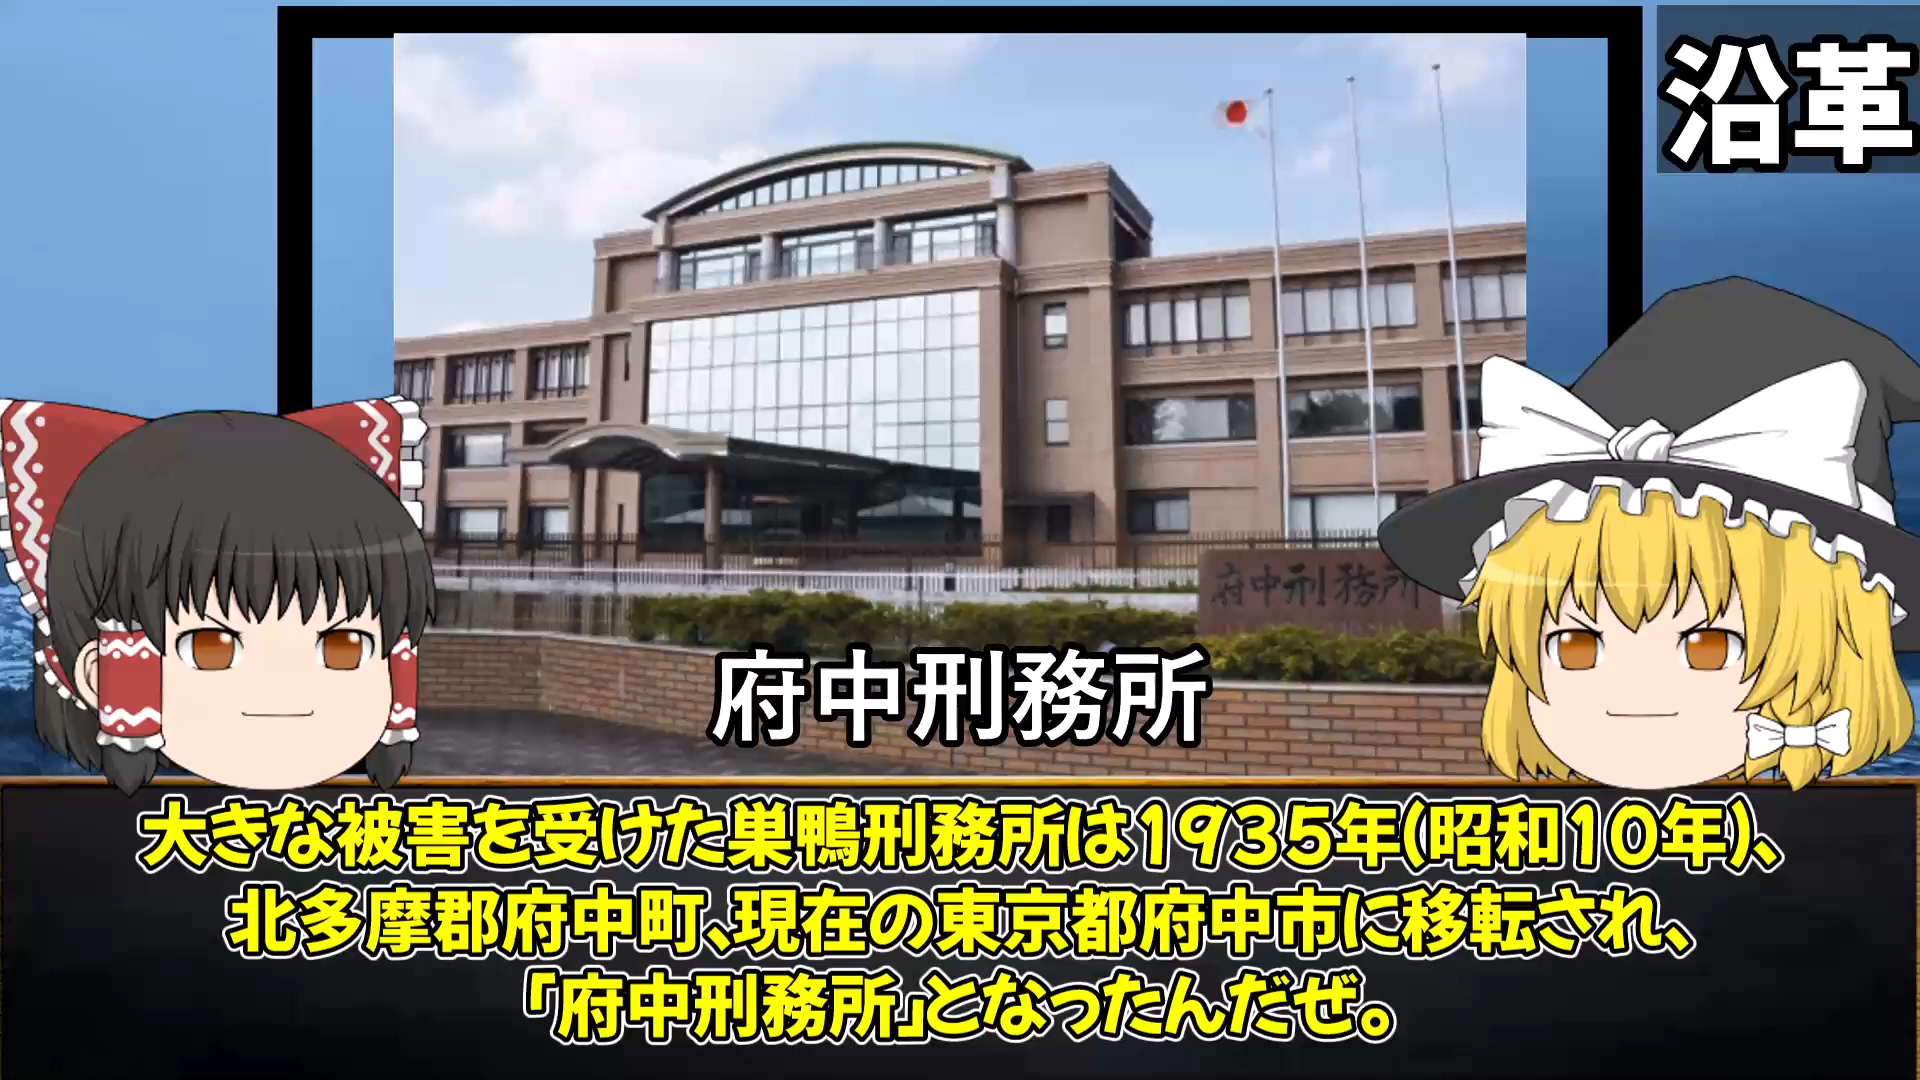 沿革
府中刑務所
府中刑務所
大きな被害を受けた巣鴨刑務所は1935年(昭和10年)、
北多摩郡府中町、現在の東京都府中市に移転され、
「府中刑務所」となったんだぜ。